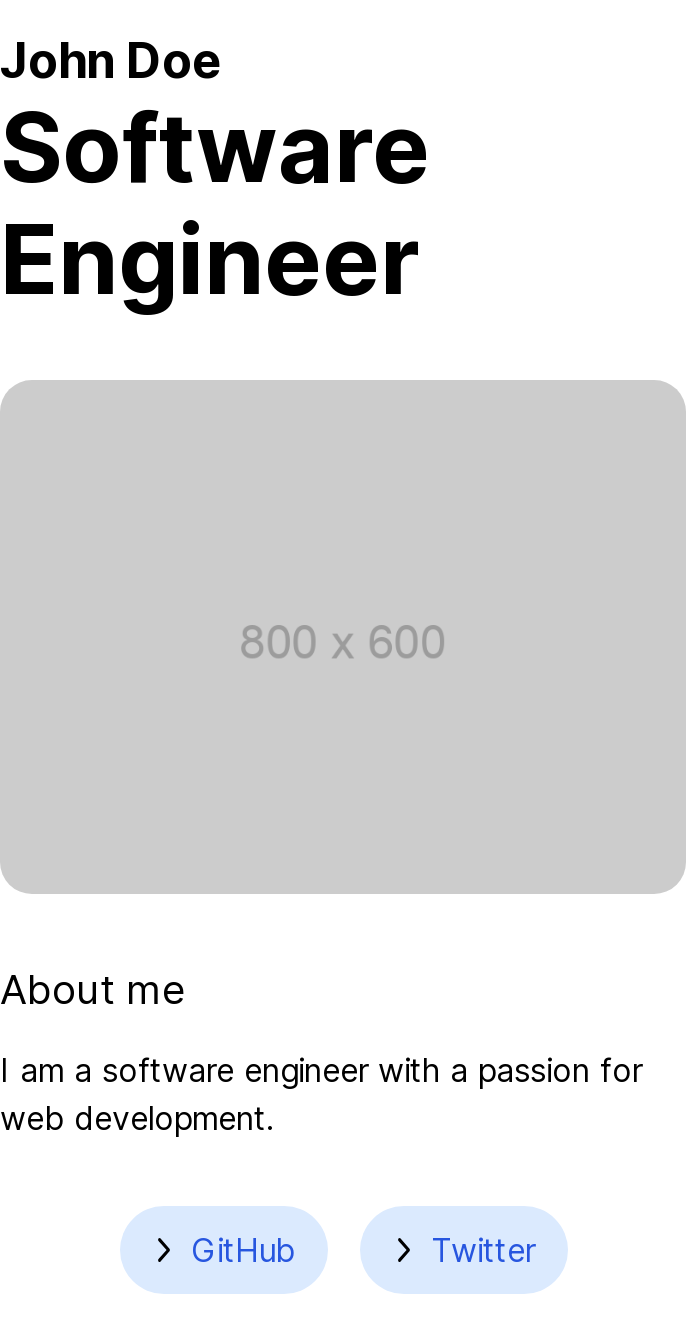 John Doe
Software
Engineer
800 x 600
About me
I am a software engineer with a passion for
web development.
GitHub
Twitter